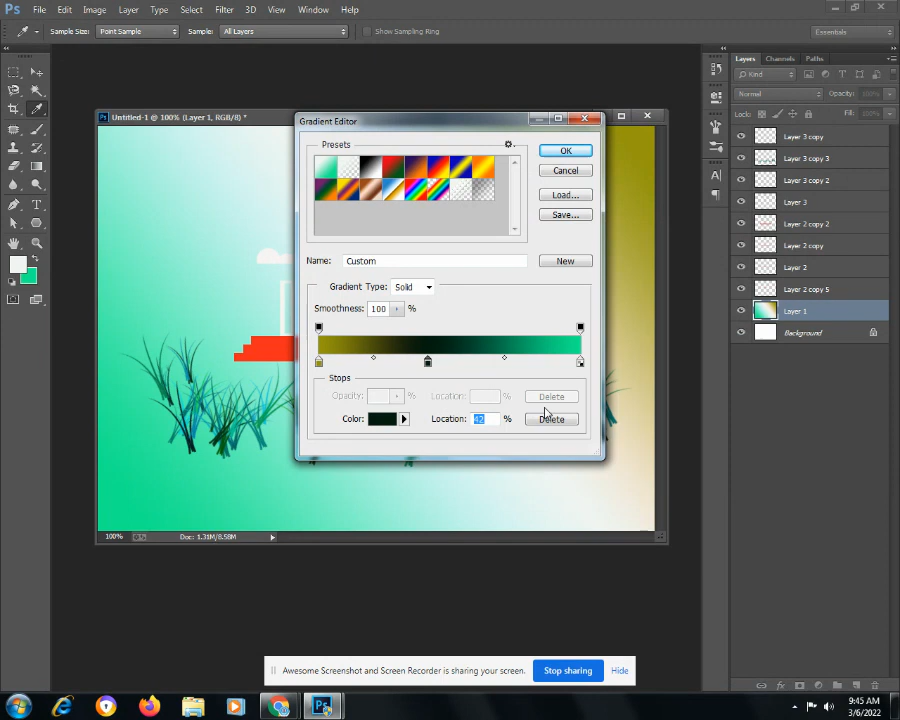 Ps File Edit Image Layer Type Select Filter 3D View Window Help
Sample Size: Point Sample Sample: All Layers Show Sampling Ring Essentials
Untitled-1 @ 100% (Layer 1, RGB/8) *
Gradient Editor
Presets
OK
Cancel
Load...
Save...
Name: Custom New
Gradient Type: Solid
Smoothness: 100 %
Stops
Opacity: % Location: % Delete
Color: Location: 42 % Delete
100% Doc: 1.31M/8.58M
Layers Channels Paths
Kind
Normal Opacity: 100%
Lock: Fill: 100%
Layer 3 copy
Layer 3 copy 3
Layer 3 copy 2
Layer 3
Layer 2 copy 2
Layer 2 copy
Layer 2
Layer 2 copy 5
Layer 1
Background
Awesome Screenshot and Screen Recorder is sharing your screen. Stop sharing Hide
9:45 AM
3/6/2022